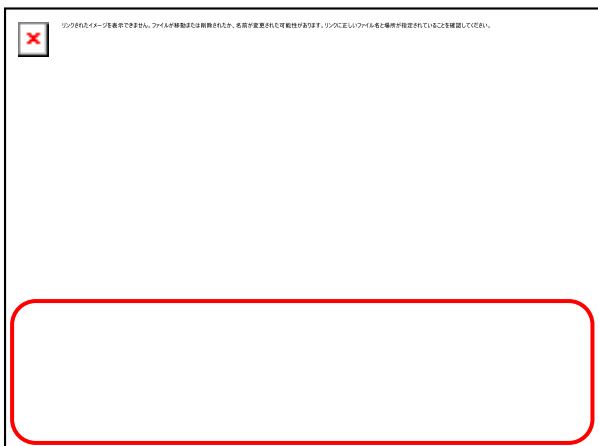 リンクされたイメージを表示できません。ファイルが移動または削除されたか、名前が変更された可能性があります。リンクに正しいファイル名と場所が指定されていることを確認してください。